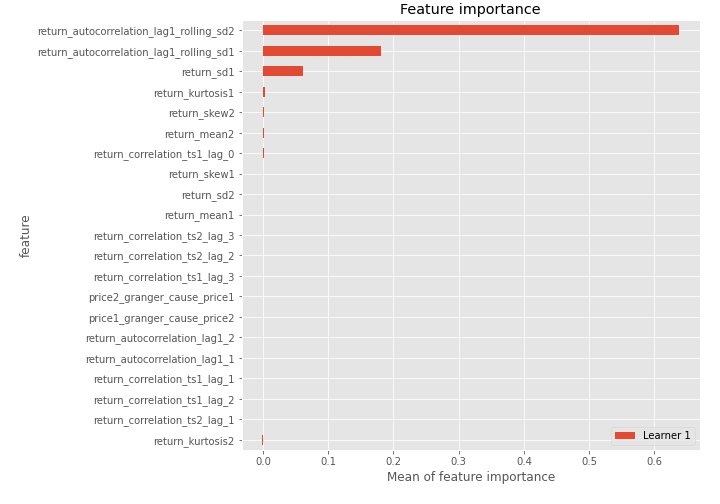 Feature importance
return_autocorrelation_lag1_rolling_sd2
return_autocorrelation_lag1_rolling_sd1
return_sd1
return_kurtosis1
return_skew2
return_mean2
return_correlation_ts1_lag_0
return_skew1
return_sd2
return_mean1
return_correlation_ts2_lag_3
return_correlation_ts2_lag_2
return_correlation_ts1_lag_3
price2_granger_cause_price1
price1_granger_cause_price2
return_autocorrelation_lag1_2
return_autocorrelation_lag1_1
return_correlation_ts1_lag_1
return_correlation_ts1_lag_2
return_correlation_ts2_lag_1
return_kurtosis2
feature
Learner 1
0.0 0.1 0.2 0.3 0.4 0.5 0.6
Mean of feature importance